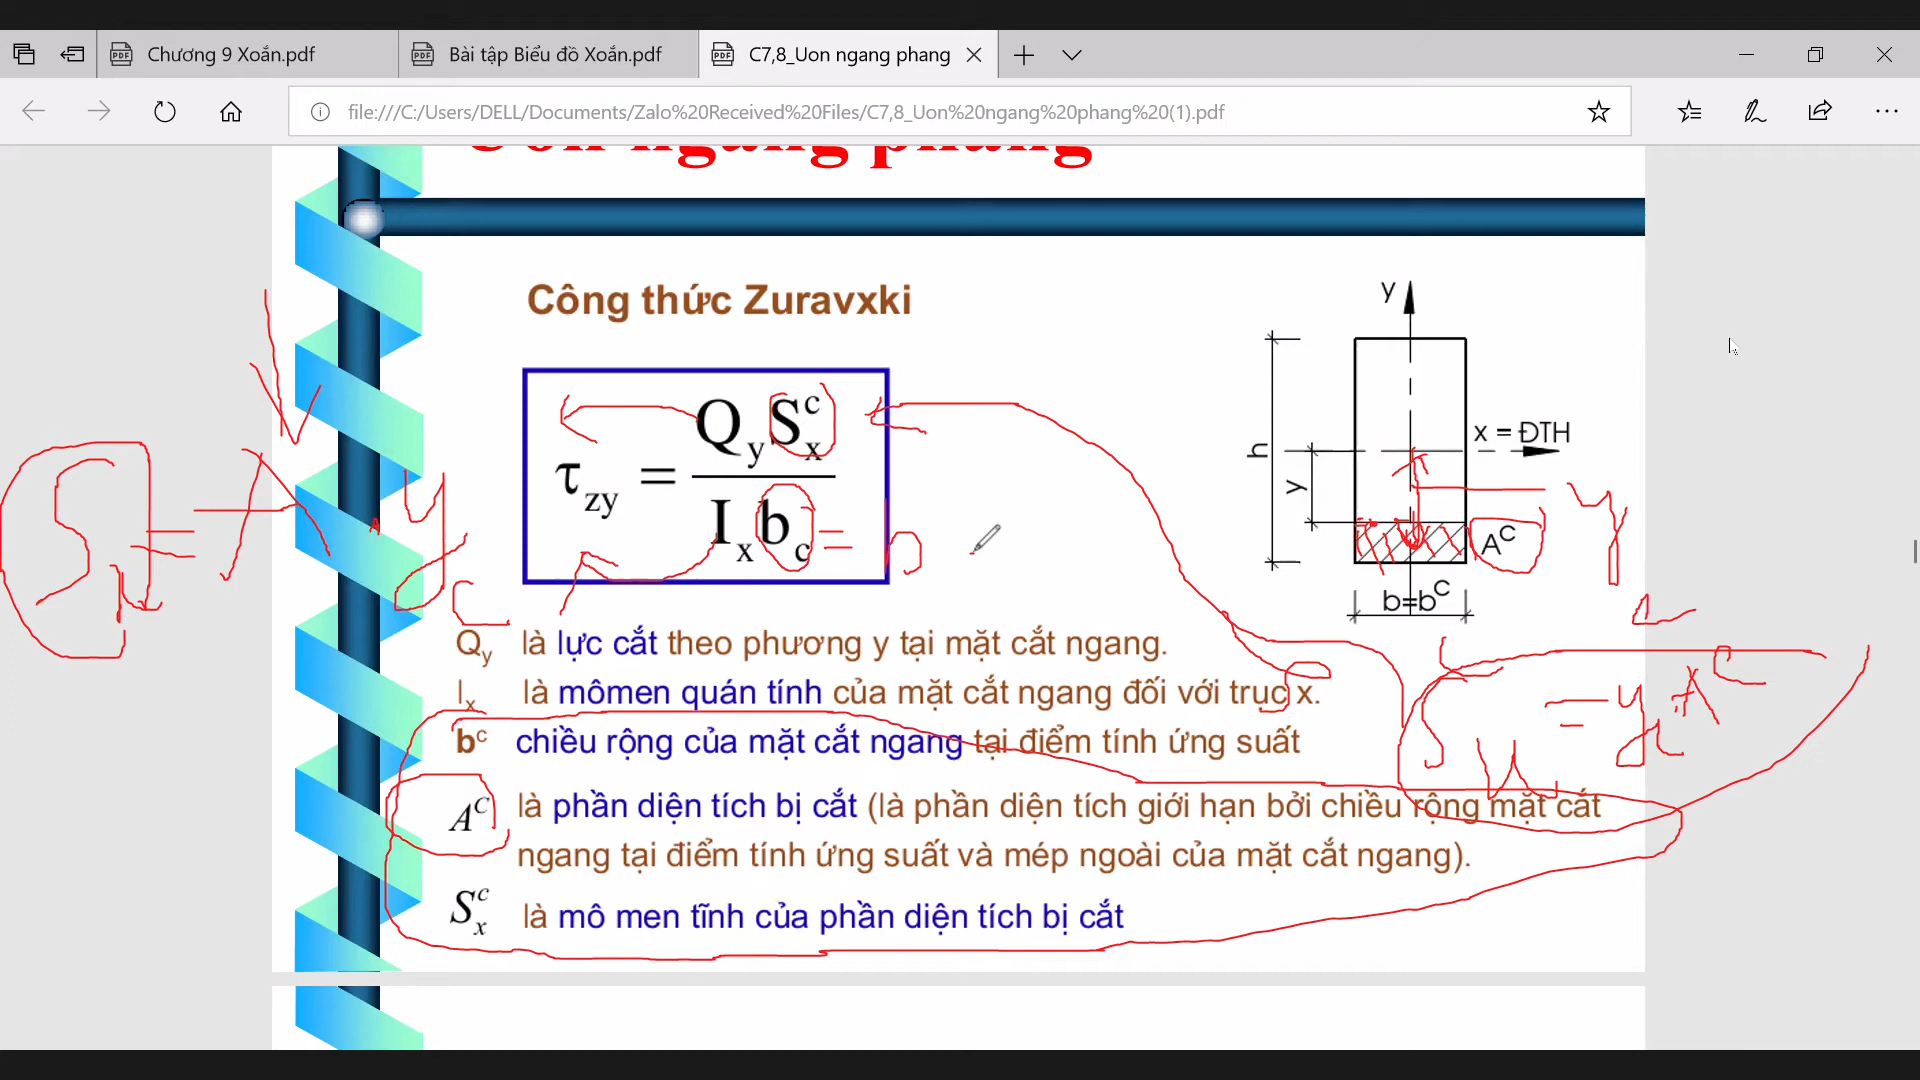 Chương 9 Xoắn.pdf
Bài tập Biểu đồ Xoắn.pdf
C7,8_Uon ngang phang
file:///C:/Users/DELL/Documents/Zalo%20Received%20Files/C7,8_Uon%20ngang%20phang%20(1).pdf
Công thức Zuravxki
τzy = Qy Sxc / Ix bc
y
x = ĐTH
h
y
Ac
b=bc
Qy là lực cắt theo phương y tại mặt cắt ngang.
Ix là mômen quán tính của mặt cắt ngang đối với trục x.
bc chiều rộng của mặt cắt ngang tại điểm tính ứng suất
AC là phần diện tích bị cắt (là phần diện tích giới hạn bởi chiều rộng mặt cắt
ngang tại điểm tính ứng suất và mép ngoài của mặt cắt ngang).
Sxc là mô men tĩnh của phần diện tích bị cắt